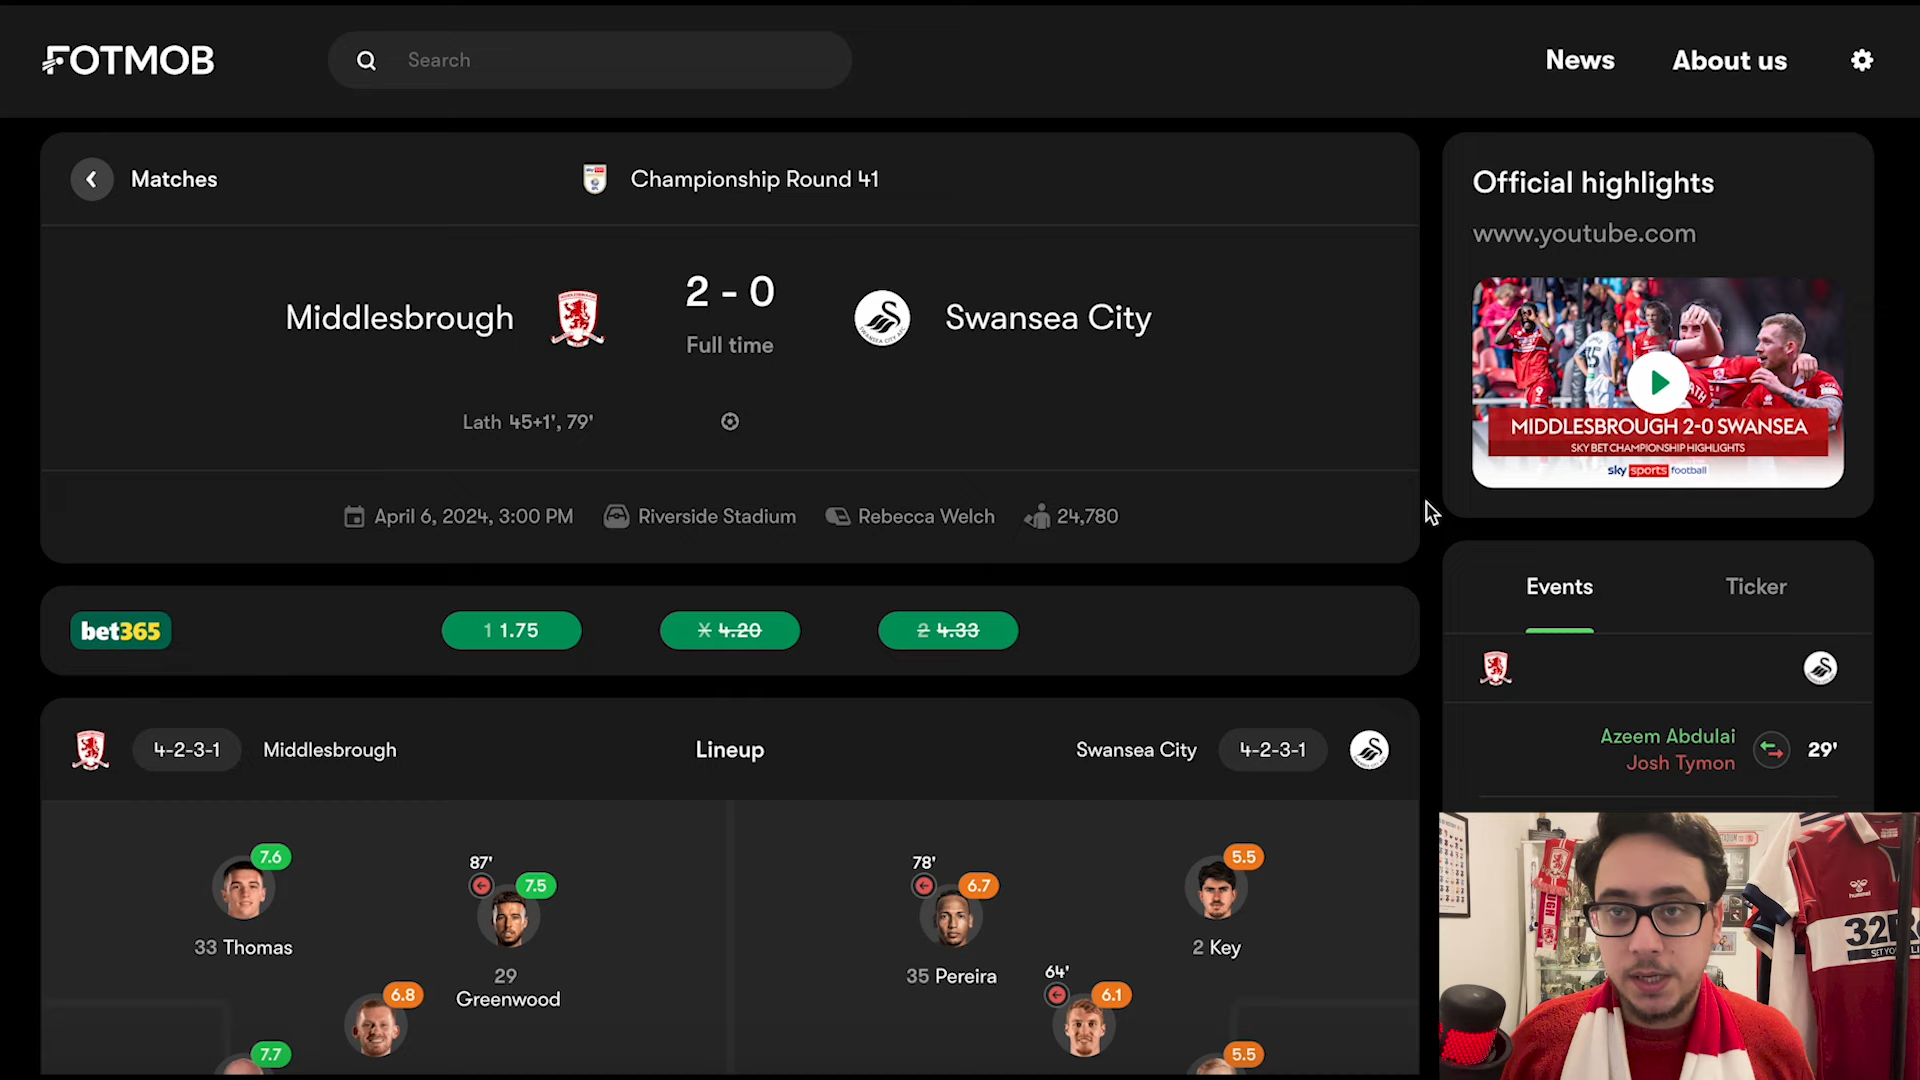 FOTMOB
Search
News
About us
Matches
Championship Round 41
Middlesbrough
2 - 0
Full time
Swansea City
Lath 45+1', 79'
April 6, 2024, 3:00 PM
Riverside Stadium
Rebecca Welch
24,780
Official highlights
www.youtube.com
MIDDLESBROUGH 2-0 SWANSEA
SKY BET CHAMPIONSHIP HIGHLIGHTS
sky sports football
bet365
1 1.75
X 4.20
2 4.33
Events
Ticker
Azeem Abdulai
Josh Tymon
29'
4-2-3-1
Middlesbrough
Lineup
Swansea City
4-2-3-1
7.6
33 Thomas
87'
7.5
29
Greenwood
6.8
7.7
78'
6.7
35 Pereira
5.5
2 Key
64'
6.1
5.5
hummel
32R